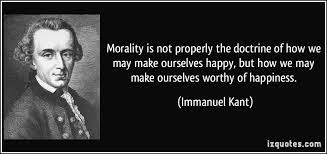 Morality is not properly the doctrine of how we
may make ourselves happy, but how we may
make ourselves worthy of happiness.
(Immanuel Kant)
izquotes.com